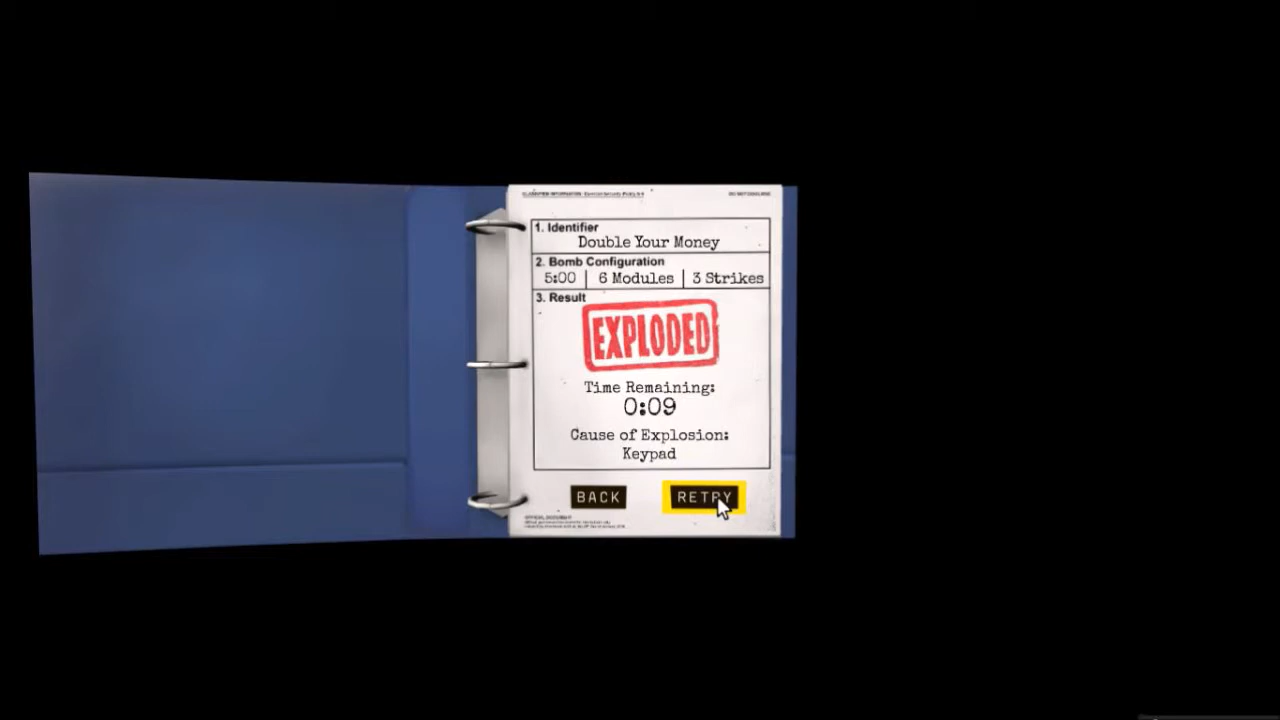 1. Identifier
Double Your Money
2. Bomb Configuration
5:00 6 Modules 3 Strikes
3. Result
EXPLODED
Time Remaining:
0:09
Cause of Explosion:
Keypad
BACK RETRY